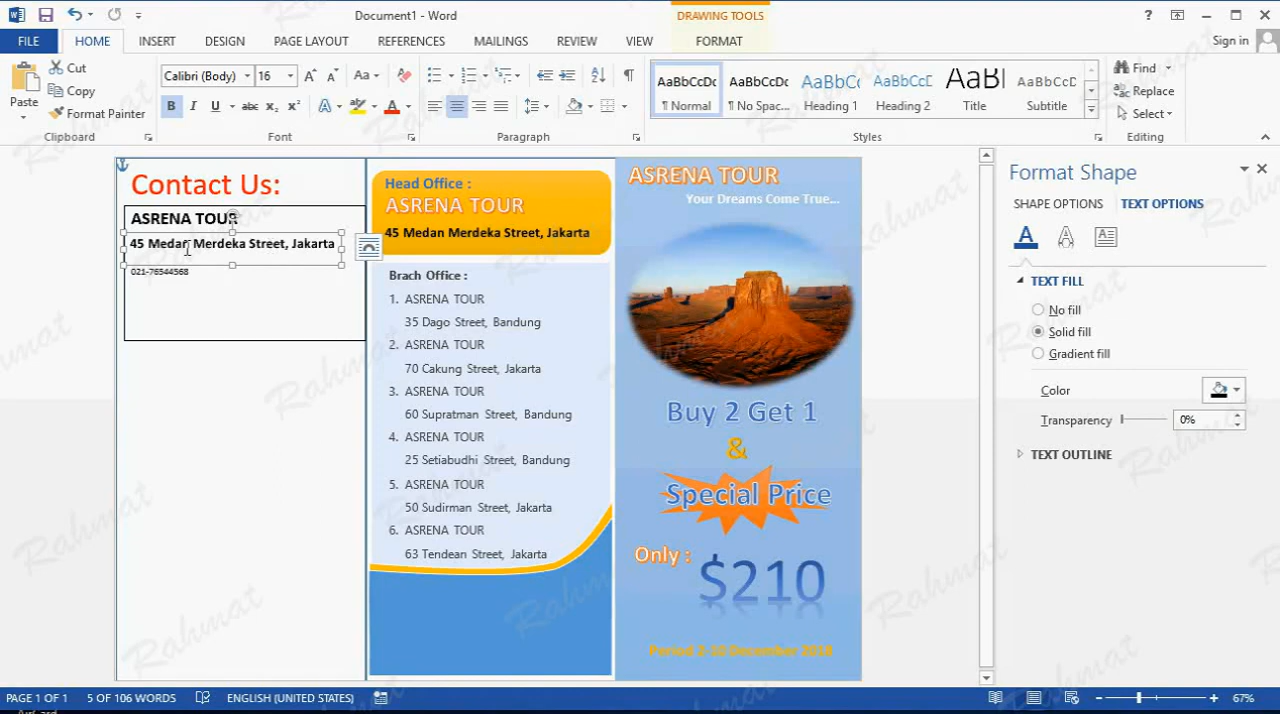 Document1 - Word
DRAWING TOOLS
FILE HOME INSERT DESIGN PAGE LAYOUT REFERENCES MAILINGS REVIEW VIEW FORMAT
Sign in
Paste
Cut
Copy
Format Painter
Clipboard
Calibri (Body) 16
Font
Paragraph
AaBbCcDc AaBbCcDc AaBbCc AaBbCcD AaBl AaBbCcD
¶ Normal ¶ No Spac... Heading 1 Heading 2 Title Subtitle
Styles
Find
Replace
Select
Editing
Contact Us:
ASRENA TOUR
45 Medan Merdeka Street, Jakarta
021-76544568
Head Office :
ASRENA TOUR
45 Medan Merdeka Street, Jakarta
Brach Office :
1. ASRENA TOUR
35 Dago Street, Bandung
2. ASRENA TOUR
70 Cakung Street, Jakarta
3. ASRENA TOUR
60 Supratman Street, Bandung
4. ASRENA TOUR
25 Setiabudhi Street, Bandung
5. ASRENA TOUR
50 Sudirman Street, Jakarta
6. ASRENA TOUR
63 Tendean Street, Jakarta
ASRENA TOUR
Your Dreams Come True...
Buy 2 Get 1
&
Special Price
Only :
$210
Period 2-10 December 2018
Format Shape
SHAPE OPTIONS TEXT OPTIONS
TEXT FILL
No fill
Solid fill
Gradient fill
Color
Transparency 0%
TEXT OUTLINE
PAGE 1 OF 1 5 OF 106 WORDS ENGLISH (UNITED STATES) 67%
Rahmat